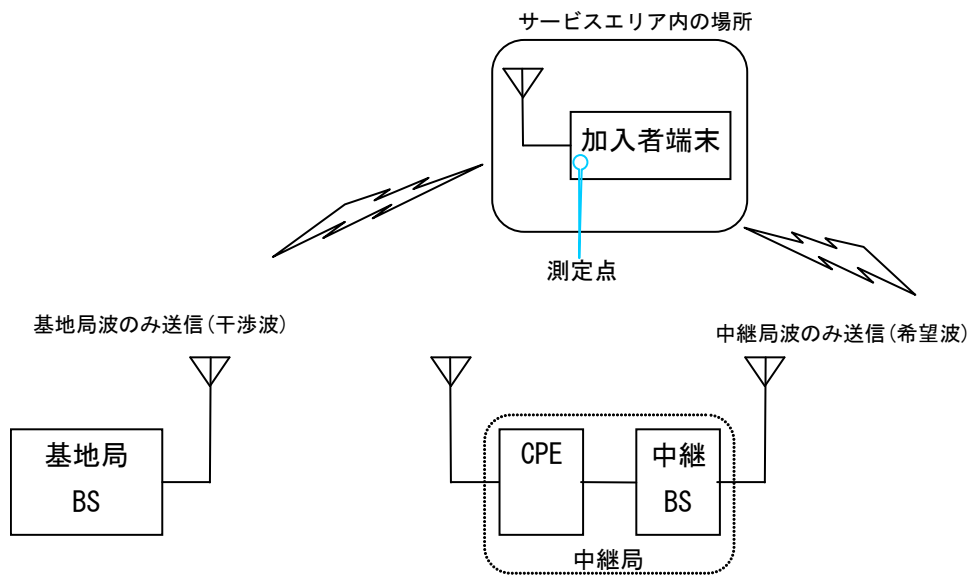 サービスエリア内の場所
加入者端末
測定点
基地局波のみ送信(干渉波)
中継局波のみ送信(希望波)
基地局
BS
CPE
中継
BS
中継局